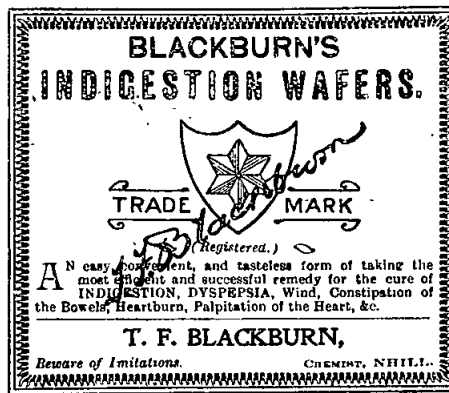 BLACKBURN'S
INDIGESTION WAFERS.
T. F. Blackburn
TRADE MARK
(Registered.)
AN easy, convenient, and tasteless form of taking the
most efficient and successful remedy for the cure of
INDIGESTION, DYSPEPSIA, Wind, Constipation of
the Bowels, Heartburn, Palpitation of the Heart, &c.
T. F. BLACKBURN,
Beware of Imitations. CHEMIST, NHILL.